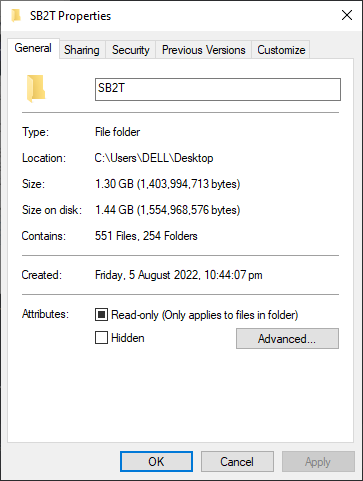 SB2T Properties
General Sharing Security Previous Versions Customize
SB2T
Type: File folder
Location: C:\Users\DELL\Desktop
Size: 1.30 GB (1,403,994,713 bytes)
Size on disk: 1.44 GB (1,554,968,576 bytes)
Contains: 551 Files, 254 Folders
Created: Friday, 5 August 2022, 10:44:07 pm
Attributes: Read-only (Only applies to files in folder)
Hidden Advanced...
OK Cancel Apply